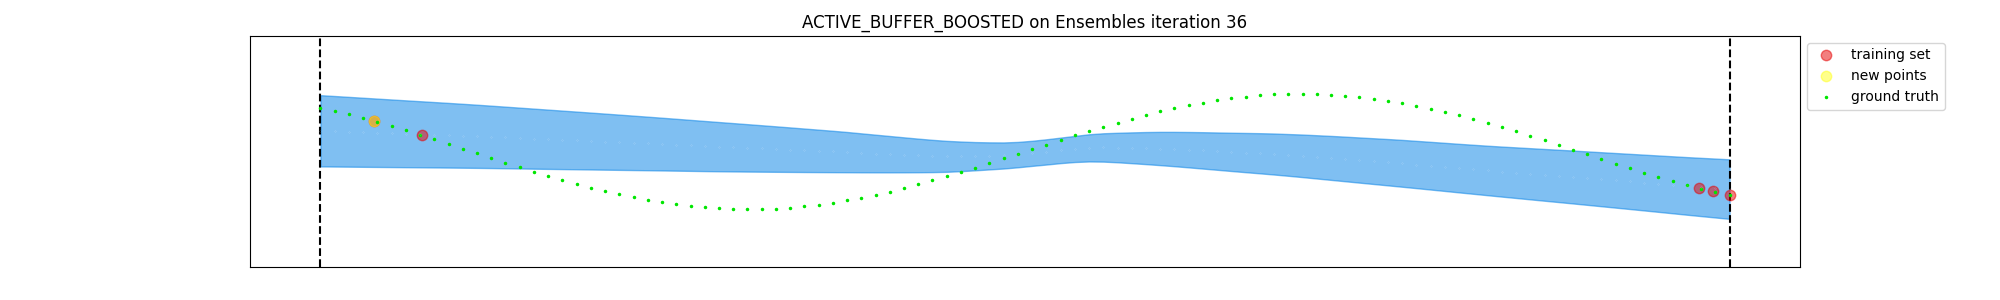 ACTIVE_BUFFER_BOOSTED on Ensembles iteration 36
training set
new points
ground truth